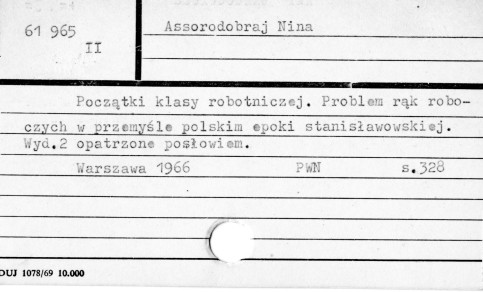 61 965
II
Assorodobraj Nina
Początki klasy robotniczej. Problem rąk robo-
czych w przemyśle polskim epoki stanisławowskiej.
Wyd.2 opatrzone posłowiem.
Warszawa 1966 PWN s.328
DUJ 1078/69 10.000